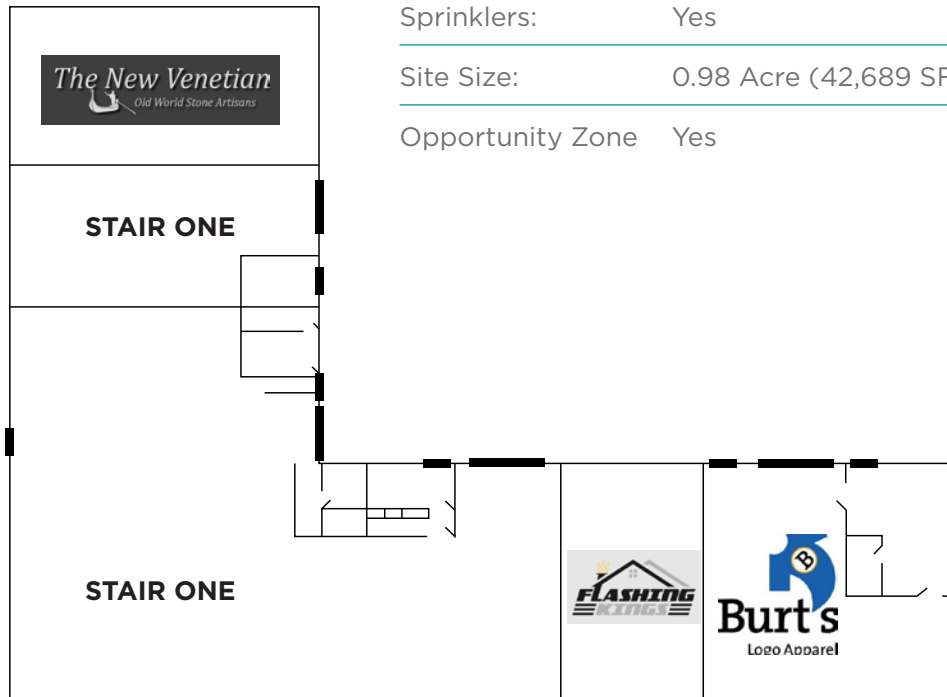 Sprinklers: Yes
Site Size: 0.98 Acre (42,689 SF
Opportunity Zone Yes
The New Venetian
Old World Stone Artisans
STAIR ONE
STAIR ONE
FLASHING
KINGS
B
Burt's
Logo Apparel